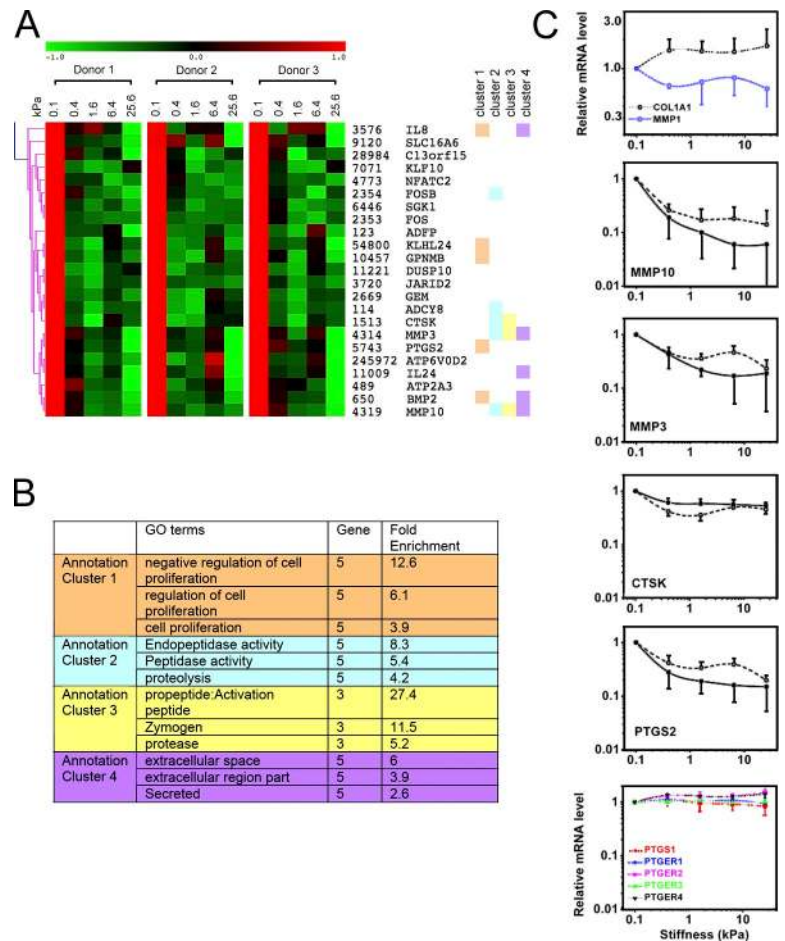 A
-1.0 0.0 1.0
Donor 1 Donor 2 Donor 3
kPa 0.1 0.4 1.6 6.4 25.6 0.1 0.4 1.6 6.4 25.6 0.1 0.4 1.6 6.4 25.6 cluster 1 cluster 2 cluster 3 cluster 4
3576 IL8
9120 SLC16A6
28984 C13orf15
7071 KLF10
4773 NFATC2
2354 FOSB
6446 SGK1
2353 FOS
123 ADFP
54800 KLHL24
10457 GPNMB
11221 DUSP10
3720 JARID2
2669 GEM
114 ADCY8
1513 CTSK
4314 MMP3
5743 PTGS2
245972 ATP6V0D2
11009 IL24
489 ATP2A3
650 BMP2
4319 MMP10
B
GO terms Gene Fold
Enrichment
Annotation Cluster 1
negative regulation of cell proliferation 5 12.6
regulation of cell proliferation 5 6.1
cell proliferation 5 3.9
Annotation Cluster 2
Endopeptidase activity 5 8.3
Peptidase activity 5 5.4
proteolysis 5 4.2
Annotation Cluster 3
propeptide:Activation peptide 3 27.4
Zymogen 3 11.5
protease 3 5.2
Annotation Cluster 4
extracellular space 5 6
extracellular region part 5 3.9
Secreted 5 2.6
C
Relative mRNA level
3.0
1.0
0.3
COL1A1
MMP1
1
0.1
0.01
MMP10
0.1 1 10
1
0.1
0.01
MMP3
0.1 1 10
1
0.1
0.01
CTSK
1
0.1
0.01
PTGS2
Relative mRNA level
1
0.1
0.01
PTGS1
PTGER1
PTGER2
PTGER3
PTGER4
0.1 1 10
Stiffness (kPa)